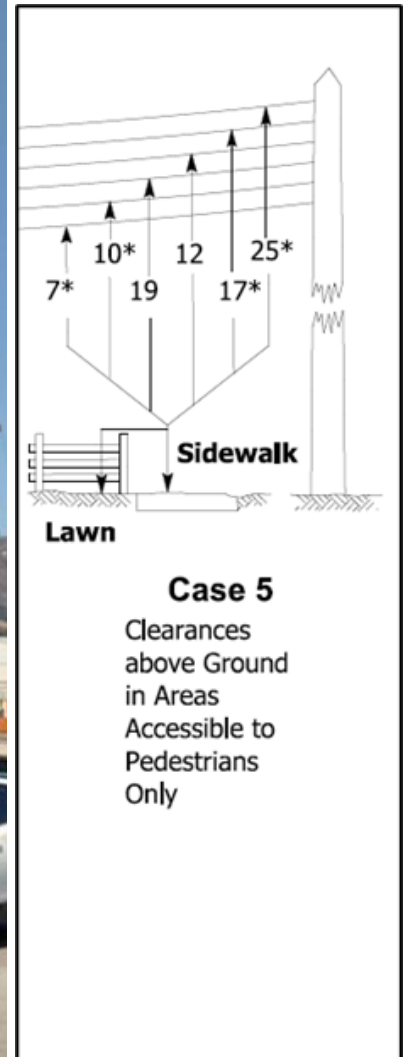 10* 12 25*
7* 19 17*
Sidewalk
Lawn
Case 5
Clearances
above Ground
in Areas
Accessible to
Pedestrians
Only